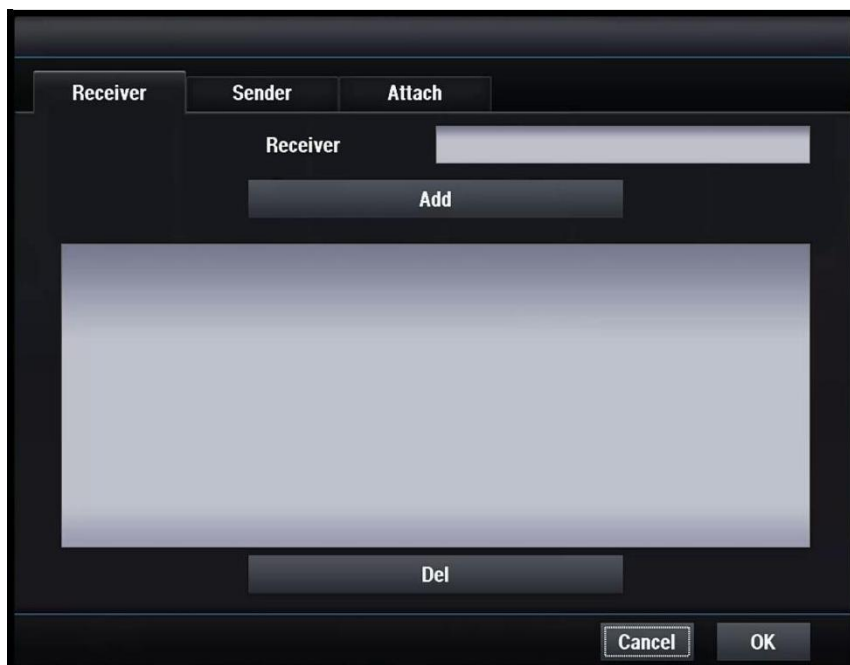 Receiver Sender Attach
Receiver
Add
Del
Cancel OK